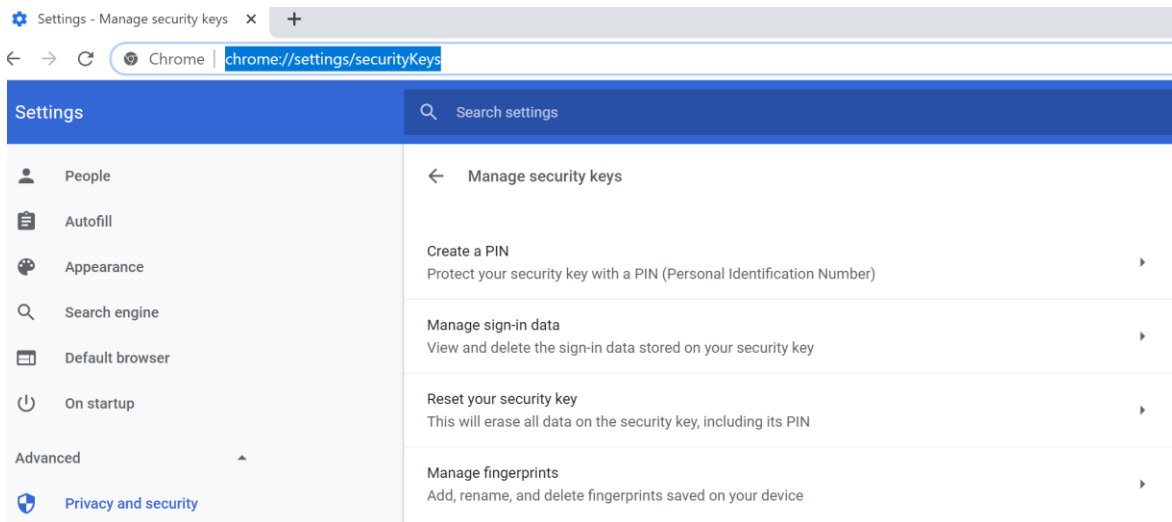 Settings - Manage security keys
Chrome | chrome://settings/securityKeys
Settings
Search settings
People
Autofill
Appearance
Search engine
Default browser
On startup
Advanced
Privacy and security
Manage security keys
Create a PIN
Protect your security key with a PIN (Personal Identification Number)
Manage sign-in data
View and delete the sign-in data stored on your security key
Reset your security key
This will erase all data on the security key, including its PIN
Manage fingerprints
Add, rename, and delete fingerprints saved on your device